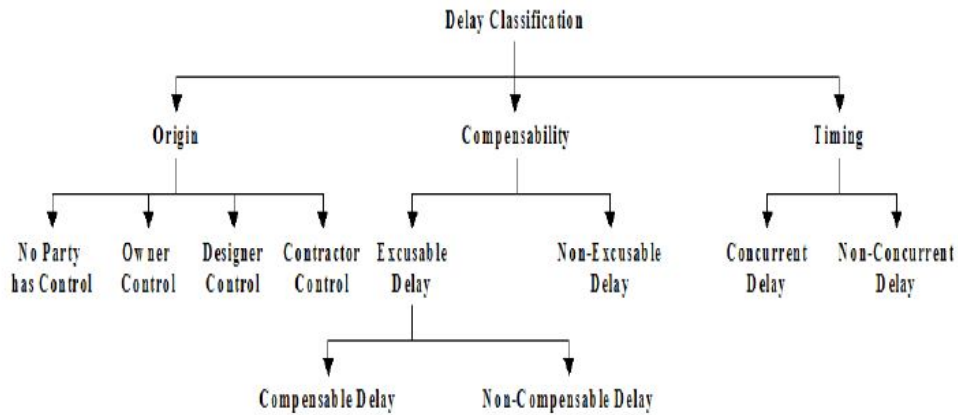 Delay Classification
Origin
Compensability
Timing
No Party
has Control
Owner
Control
Designer
Control
Contractor
Control
Excusable
Delay
Non-Excusable
Delay
Concurrent
Delay
Non-Concurrent
Delay
Compensable Delay
Non-Compensable Delay